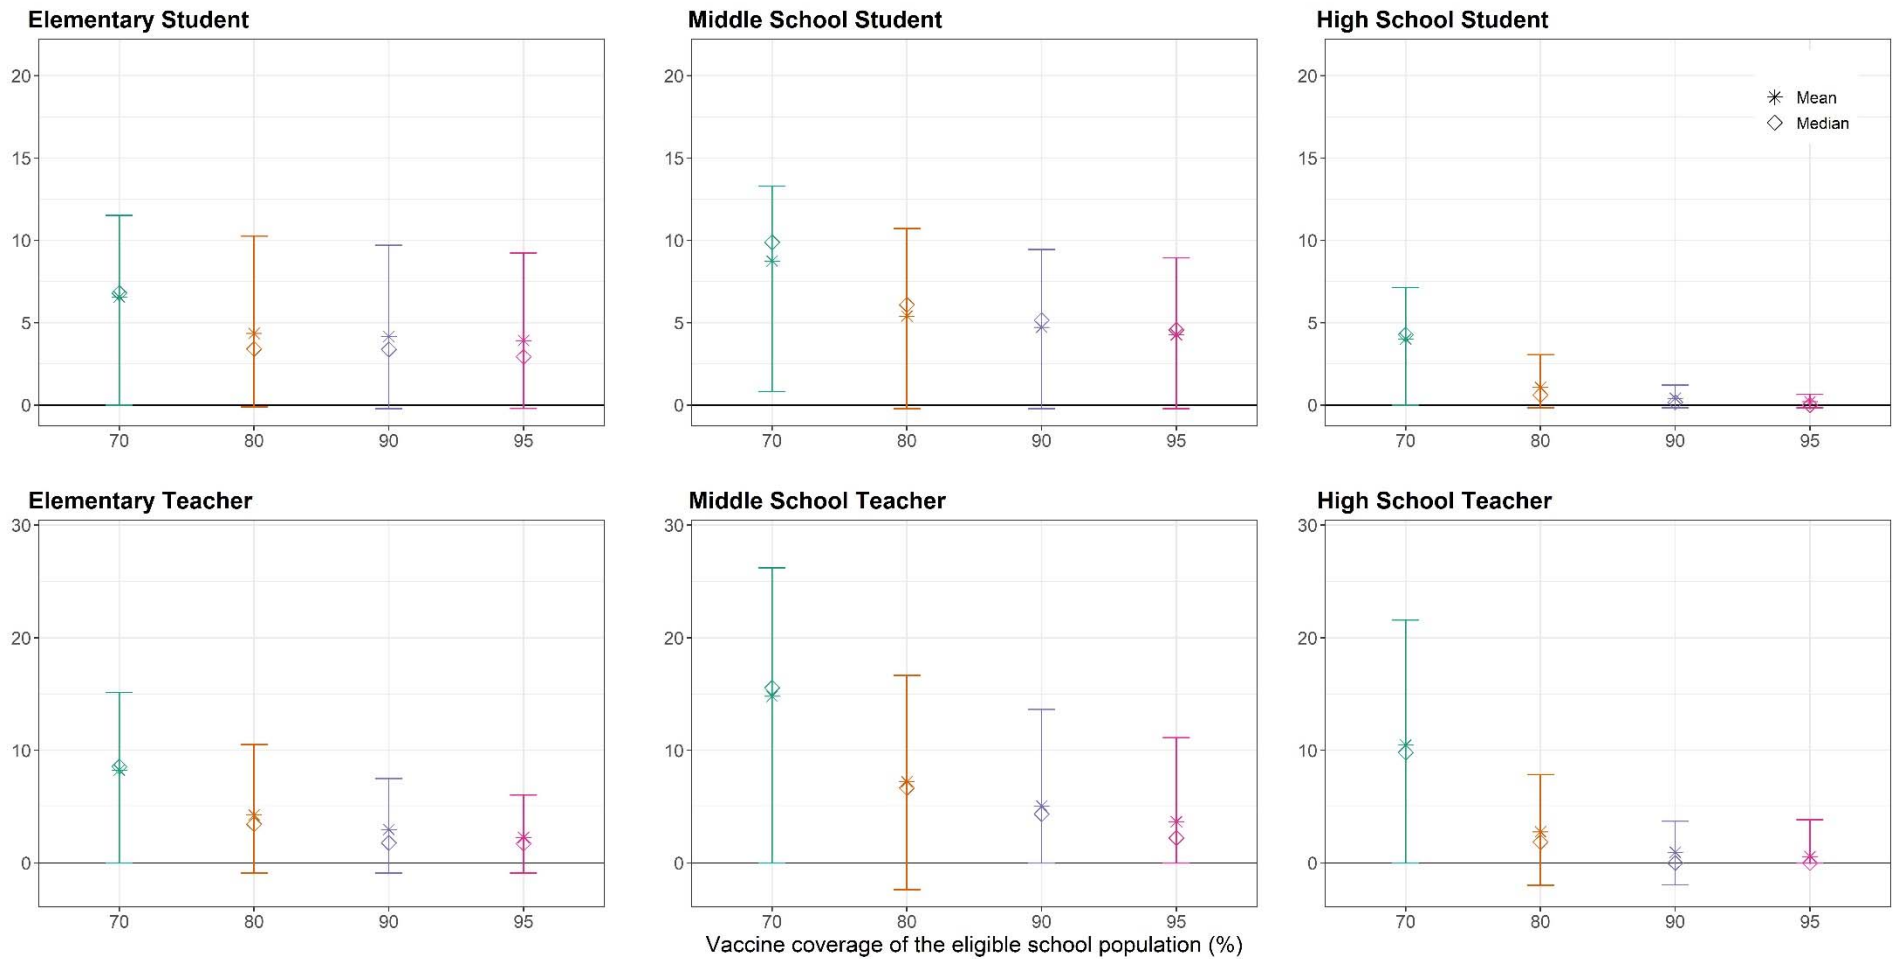 Elementary Student
Middle School Student
High School Student
20
15
10
5
0
70 80 90 95
20
15
10
5
0
70 80 90 95
20
15
10
5
0
70 80 90 95
Mean
Median
Elementary Teacher
Middle School Teacher
High School Teacher
30
20
10
0
70 80 90 95
30
20
10
0
70 80 90 95
30
20
10
0
70 80 90 95
Vaccine coverage of the eligible school population (%)